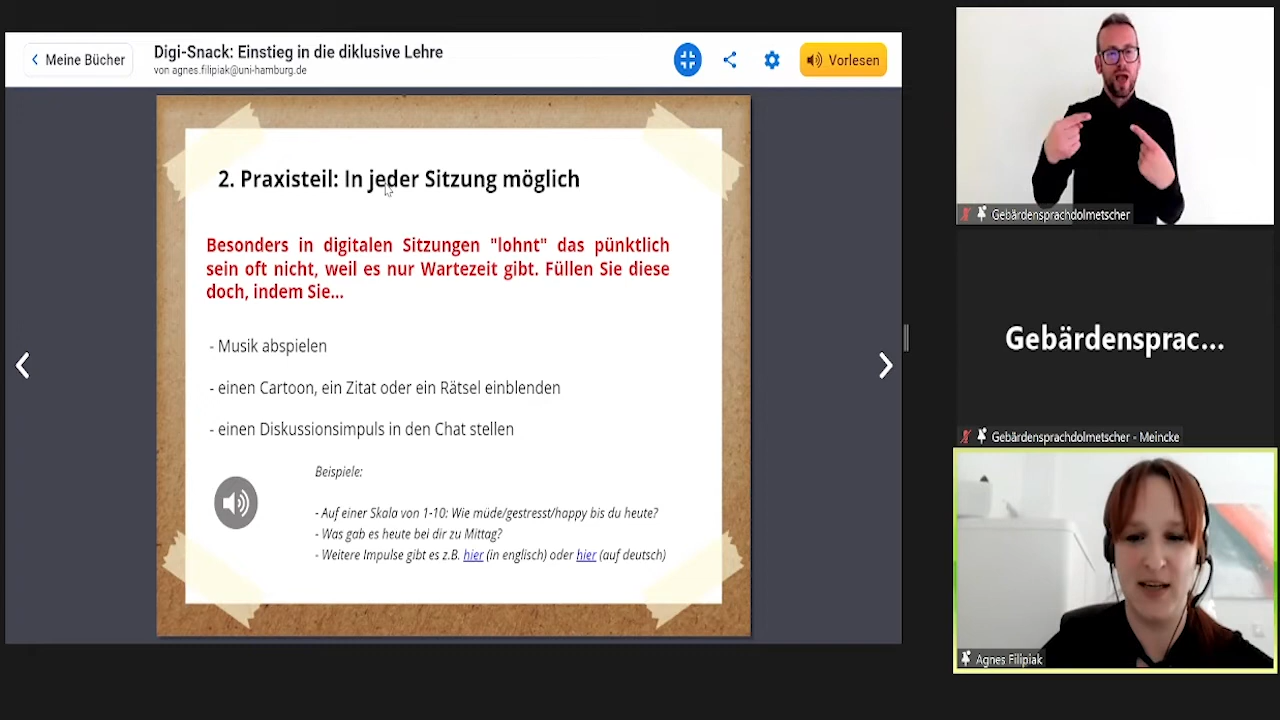 Meine Bücher
Digi-Snack: Einstieg in die diklusive Lehre
von agnes.filipiak@uni-hamburg.de
Vorlesen
2. Praxisteil: In jeder Sitzung möglich
Besonders in digitalen Sitzungen "lohnt" das pünktlich
sein oft nicht, weil es nur Wartezeit gibt. Füllen Sie diese
doch, indem Sie...
- Musik abspielen
- einen Cartoon, ein Zitat oder ein Rätsel einblenden
- einen Diskussionsimpuls in den Chat stellen
Beispiele:
- Auf einer Skala von 1-10: Wie müde/gestresst/happy bis du heute?
- Was gab es heute bei dir zu Mittag?
- Weitere Impulse gibt es z.B. hier (in englisch) oder hier (auf deutsch)
Gebärdensprachdolmetscher
Gebärdensprac...
Gebärdensprachdolmetscher - Meincke
Agnes Filipiak